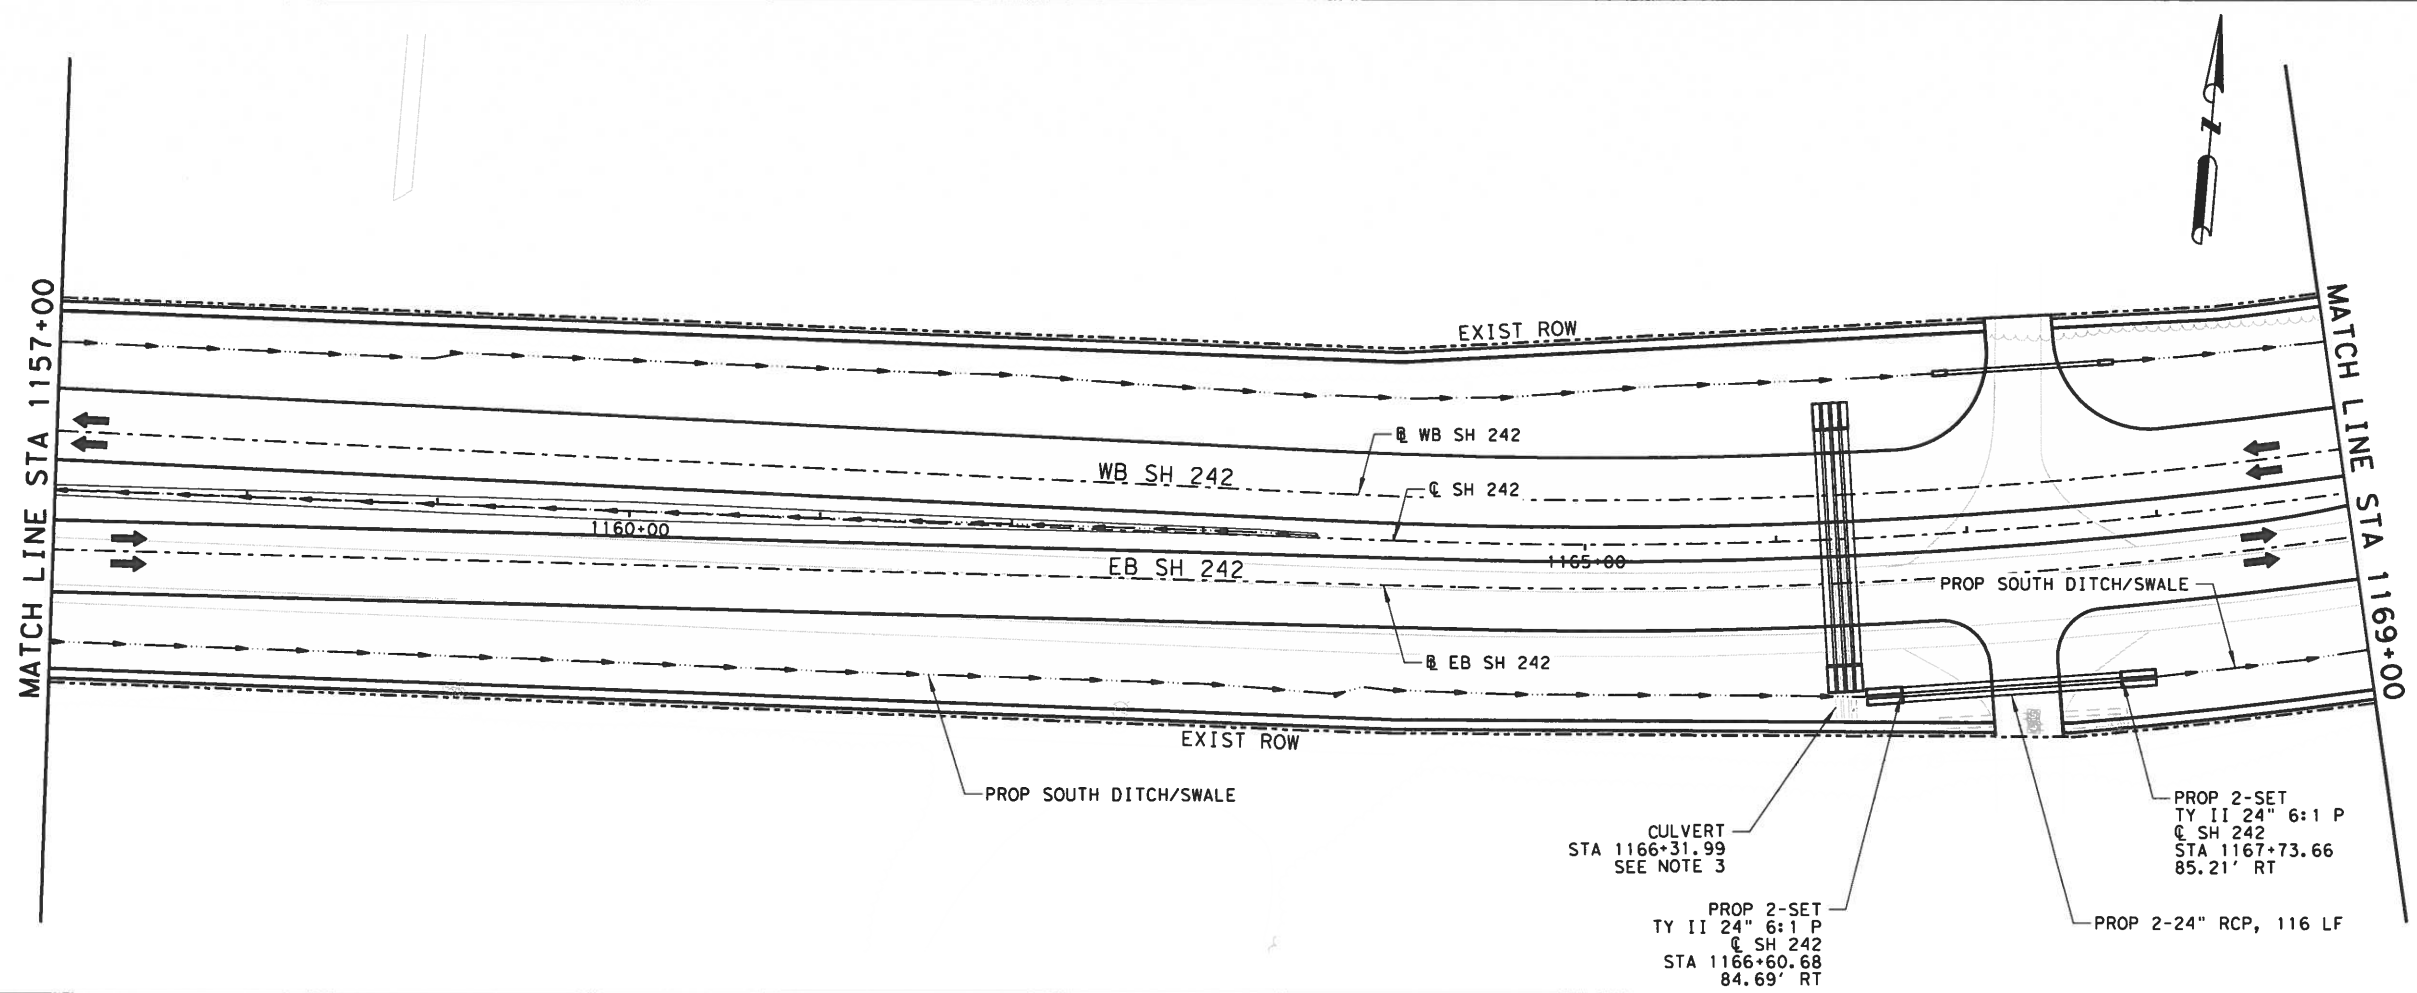 N
EXIST ROW
MATCH LINE STA 1157+00
MATCH LINE STA 1169+00
℄ WB SH 242
WB SH 242
℄ SH 242
1160+00
1165+00
EB SH 242
PROP SOUTH DITCH/SWALE
℄ EB SH 242
EXIST ROW
PROP SOUTH DITCH/SWALE
CULVERT
STA 1166+31.99
SEE NOTE 3
PROP 2-SET
TY II 24" 6:1 P
℄ SH 242
STA 1167+73.66
85.21' RT
PROP 2-SET
TY II 24" 6:1 P
℄ SH 242
STA 1166+60.68
84.69' RT
PROP 2-24" RCP, 116 LF